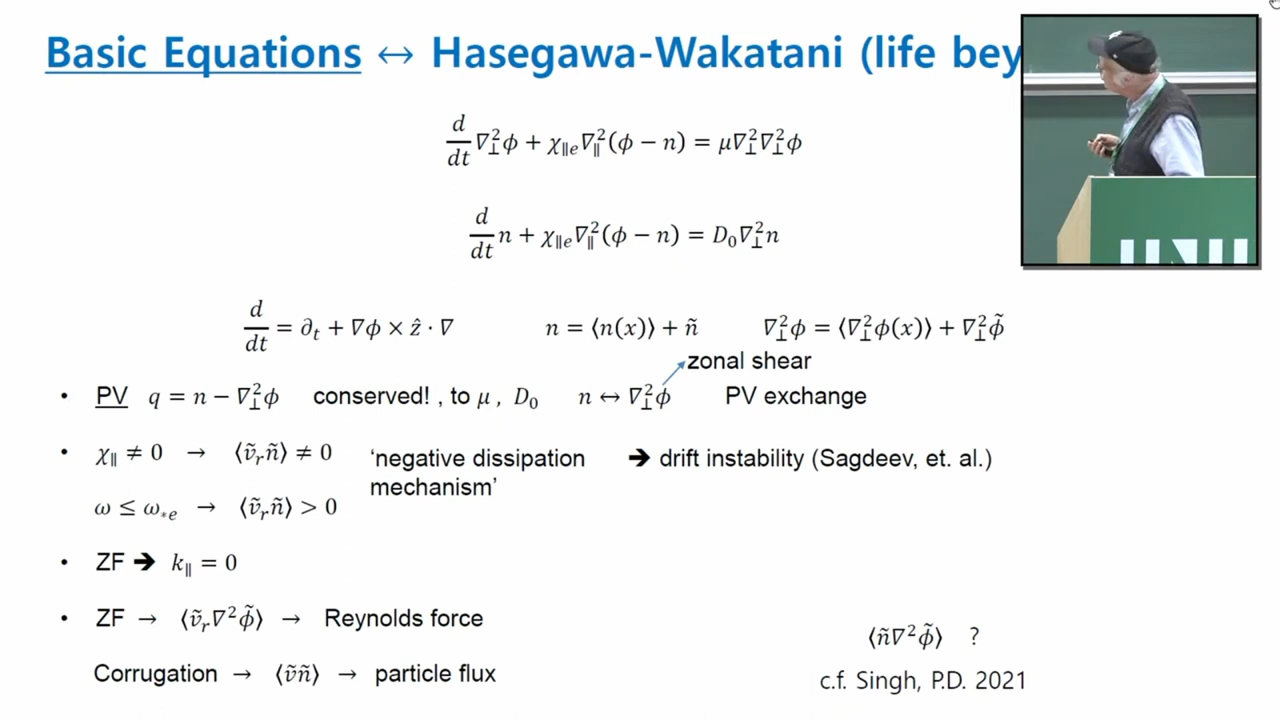 Basic Equations ↔ Hasegawa-Wakatani (life bey
d/dt ∇⊥²ϕ + χ∥e∇∥²(ϕ − n) = μ∇⊥²∇⊥²ϕ
d/dt n + χ∥e∇∥²(ϕ − n) = D₀∇⊥²n
d/dt = ∂ₜ + ∇ϕ × ẑ · ∇ n = ⟨n(x)⟩ + ñ ∇⊥²ϕ = ⟨∇⊥²ϕ(x)⟩ + ∇⊥²ϕ̃
zonal shear
• PV q = n − ∇⊥²ϕ conserved! , to μ , D₀ n ↔ ∇⊥²ϕ PV exchange
• χ∥ ≠ 0 → ⟨ṽᵣñ⟩ ≠ 0 ‘negative dissipation ➔ drift instability (Sagdeev, et. al.)
mechanism’
ω ≤ ω*e → ⟨ṽᵣñ⟩ > 0
• ZF ➔ k∥ = 0
• ZF → ⟨ṽᵣ∇²ϕ̃⟩ → Reynolds force
⟨ñ∇²ϕ̃⟩ ?
Corrugation → ⟨ṽñ⟩ → particle flux
c.f. Singh, P.D. 2021